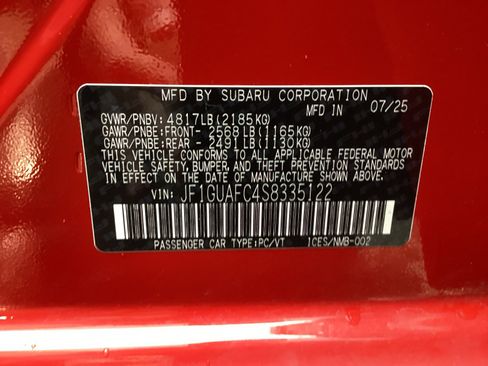 MFD BY SUBARU CORPORATION
MFD IN 07/25
GVWR/PNBV: 4817LB (2185KG)
GAWR/PNBE: FRONT- 2568LB (1165KG)
GAWR/PNBE: REAR - 2491LB (1130KG)
THIS VEHICLE CONFORMS TO ALL APPLICABLE FEDERAL MOTOR
VEHICLE SAFETY, BUMPER, AND THEFT PREVENTION STANDARDS
IN EFFECT ON THE DATE OF MANUFACTURE SHOWN ABOVE.
VIN: JF1GUAFC4S8335122
PASSENGER CAR TYPE:PC/VT ICES/NMB-002